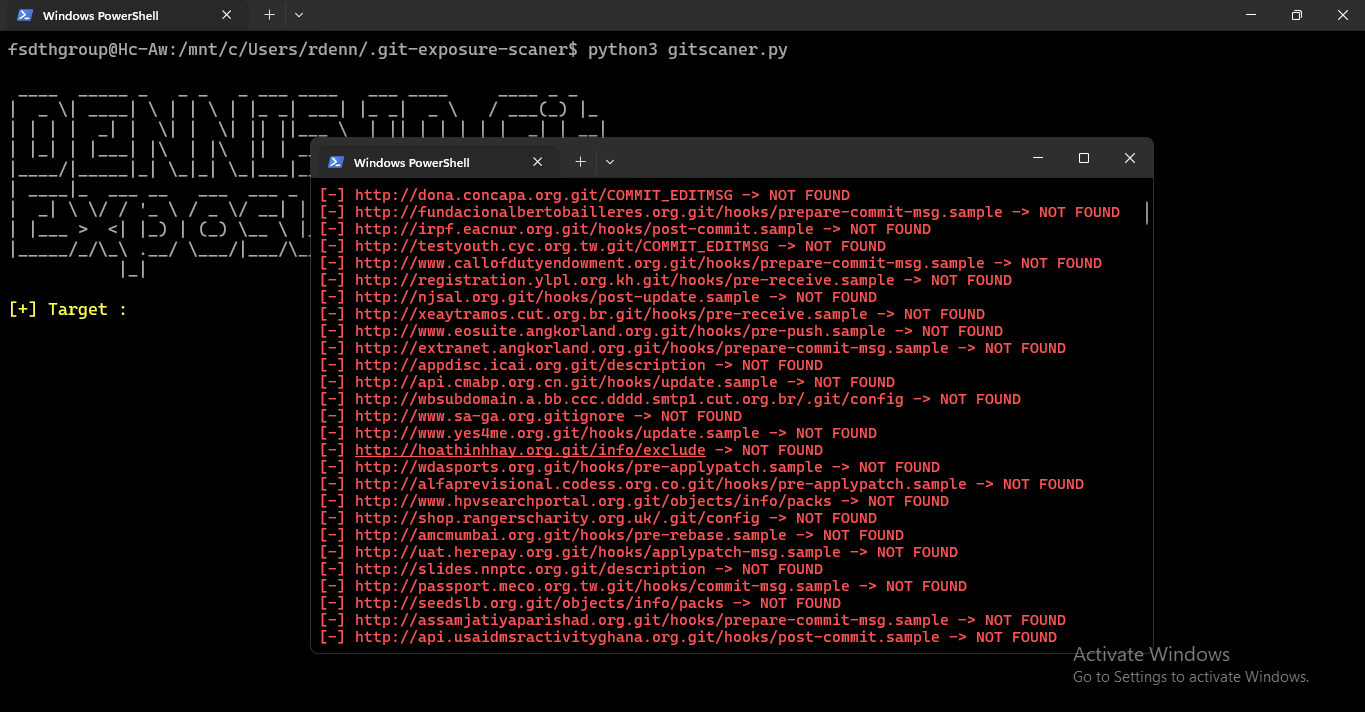 Windows PowerShell
fsdthgroup@Hc-Aw:/mnt/c/Users/rdenn/.git-exposure-scaner$ python3 gitscaner.py
[+] Target :
Windows PowerShell
[-] http://dona.concapa.org.git/COMMIT_EDITMSG -> NOT FOUND
[-] http://fundacionalbertobailleres.org.git/hooks/prepare-commit-msg.sample -> NOT FOUND
[-] http://irpf.eacnur.org.git/hooks/post-commit.sample -> NOT FOUND
[-] http://testyouth.cyc.org.tw.git/COMMIT_EDITMSG -> NOT FOUND
[-] http://www.callofdutyendowment.org.git/hooks/prepare-commit-msg.sample -> NOT FOUND
[-] http://registration.ylpl.org.kh.git/hooks/pre-receive.sample -> NOT FOUND
[-] http://njsal.org.git/hooks/post-update.sample -> NOT FOUND
[-] http://xeaytramos.cut.org.br.git/hooks/pre-receive.sample -> NOT FOUND
[-] http://www.eosuite.angkorland.org.git/hooks/pre-push.sample -> NOT FOUND
[-] http://extranet.angkorland.org.git/hooks/prepare-commit-msg.sample -> NOT FOUND
[-] http://appdisc.icai.org.git/description -> NOT FOUND
[-] http://api.cmabp.org.cn.git/hooks/update.sample -> NOT FOUND
[-] http://wbsubdomain.a.bb.ccc.dddd.smtp1.cut.org.br/.git/config -> NOT FOUND
[-] http://www.sa-ga.org.gitignore -> NOT FOUND
[-] http://www.yes4me.org.git/hooks/update.sample -> NOT FOUND
[-] http://hoathinhhay.org.git/info/exclude -> NOT FOUND
[-] http://wdasports.org.git/hooks/pre-applypatch.sample -> NOT FOUND
[-] http://alfaprevisional.codess.org.co.git/hooks/pre-applypatch.sample -> NOT FOUND
[-] http://www.hpvsearchportal.org.git/objects/info/packs -> NOT FOUND
[-] http://shop.rangerscharity.org.uk/.git/config -> NOT FOUND
[-] http://amcmumbai.org.git/hooks/pre-rebase.sample -> NOT FOUND
[-] http://uat.herepay.org.git/hooks/applypatch-msg.sample -> NOT FOUND
[-] http://slides.nnptc.org.git/description -> NOT FOUND
[-] http://passport.meco.org.tw.git/hooks/commit-msg.sample -> NOT FOUND
[-] http://seedslb.org.git/objects/info/packs -> NOT FOUND
[-] http://assamjatiyaparishad.org.git/hooks/prepare-commit-msg.sample -> NOT FOUND
[-] http://api.usaidmsractivityghana.org.git/hooks/post-commit.sample -> NOT FOUND
Activate Windows
Go to Settings to activate Windows.